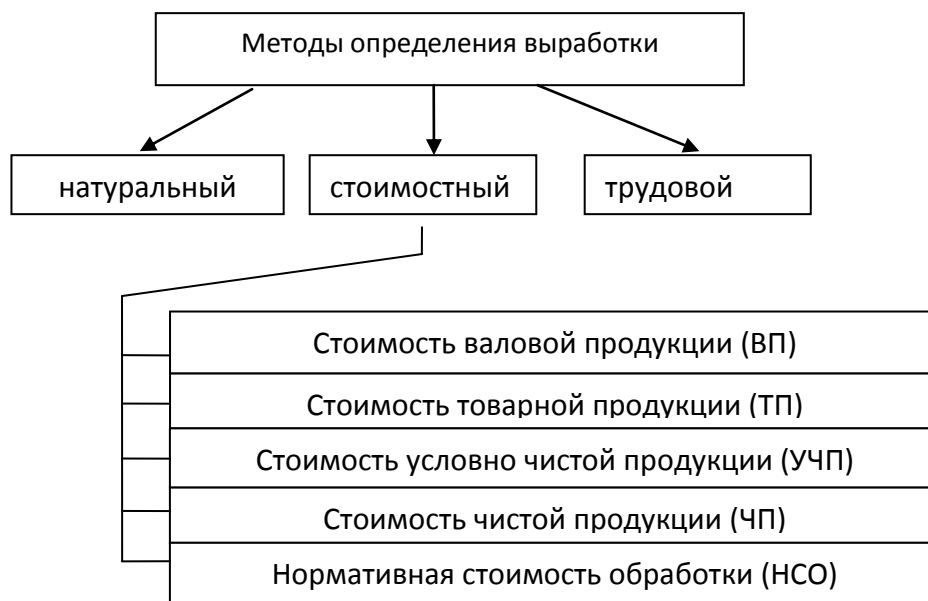 Методы определения выработки
натуральный
стоимостный
трудовой
Стоимость валовой продукции (ВП)
Стоимость товарной продукции (ТП)
Стоимость условно чистой продукции (УЧП)
Стоимость чистой продукции (ЧП)
Нормативная стоимость обработки (НСО)